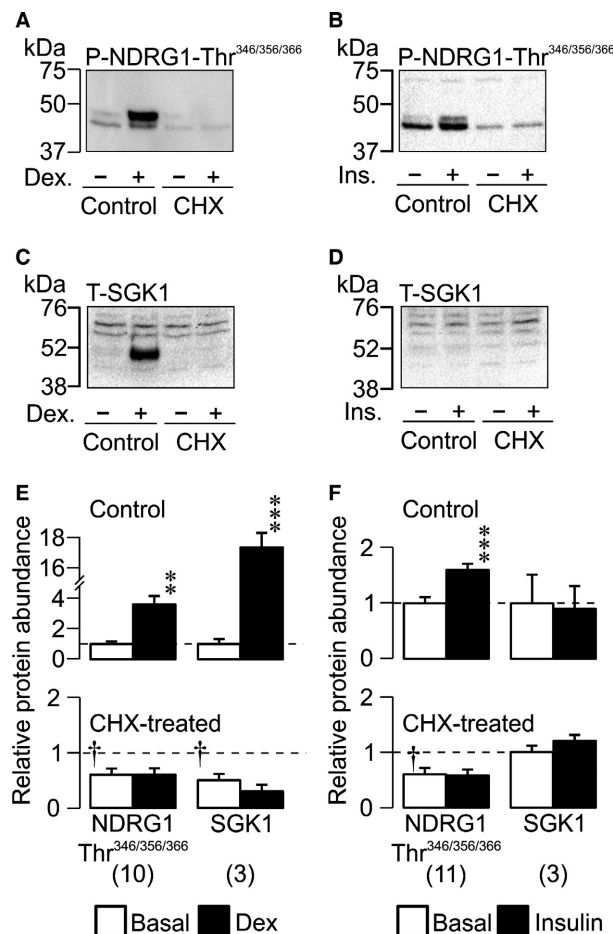 A
kDa P-NDRG1-Thr346/356/366
75
50
37
Dex. − + − +
Control CHX
B
kDa P-NDRG1-Thr346/356/366
75
50
37
Ins. − + − +
Control CHX
C
kDa T-SGK1
76
52
38
Dex. − + − +
Control CHX
D
kDa T-SGK1
76
52
38
Ins. − + − +
Control CHX
E
Relative protein abundance
Control
18
16
4
2
0
**
***
CHX-treated
2
1
0
† †
NDRG1 SGK1
Thr346/356/366
(10) (3)
Basal Dex
F
Relative protein abundance
Control
2
1
0
***
CHX-treated
2
1
0
†
NDRG1 SGK1
Thr346/356/366
(11) (3)
Basal Insulin